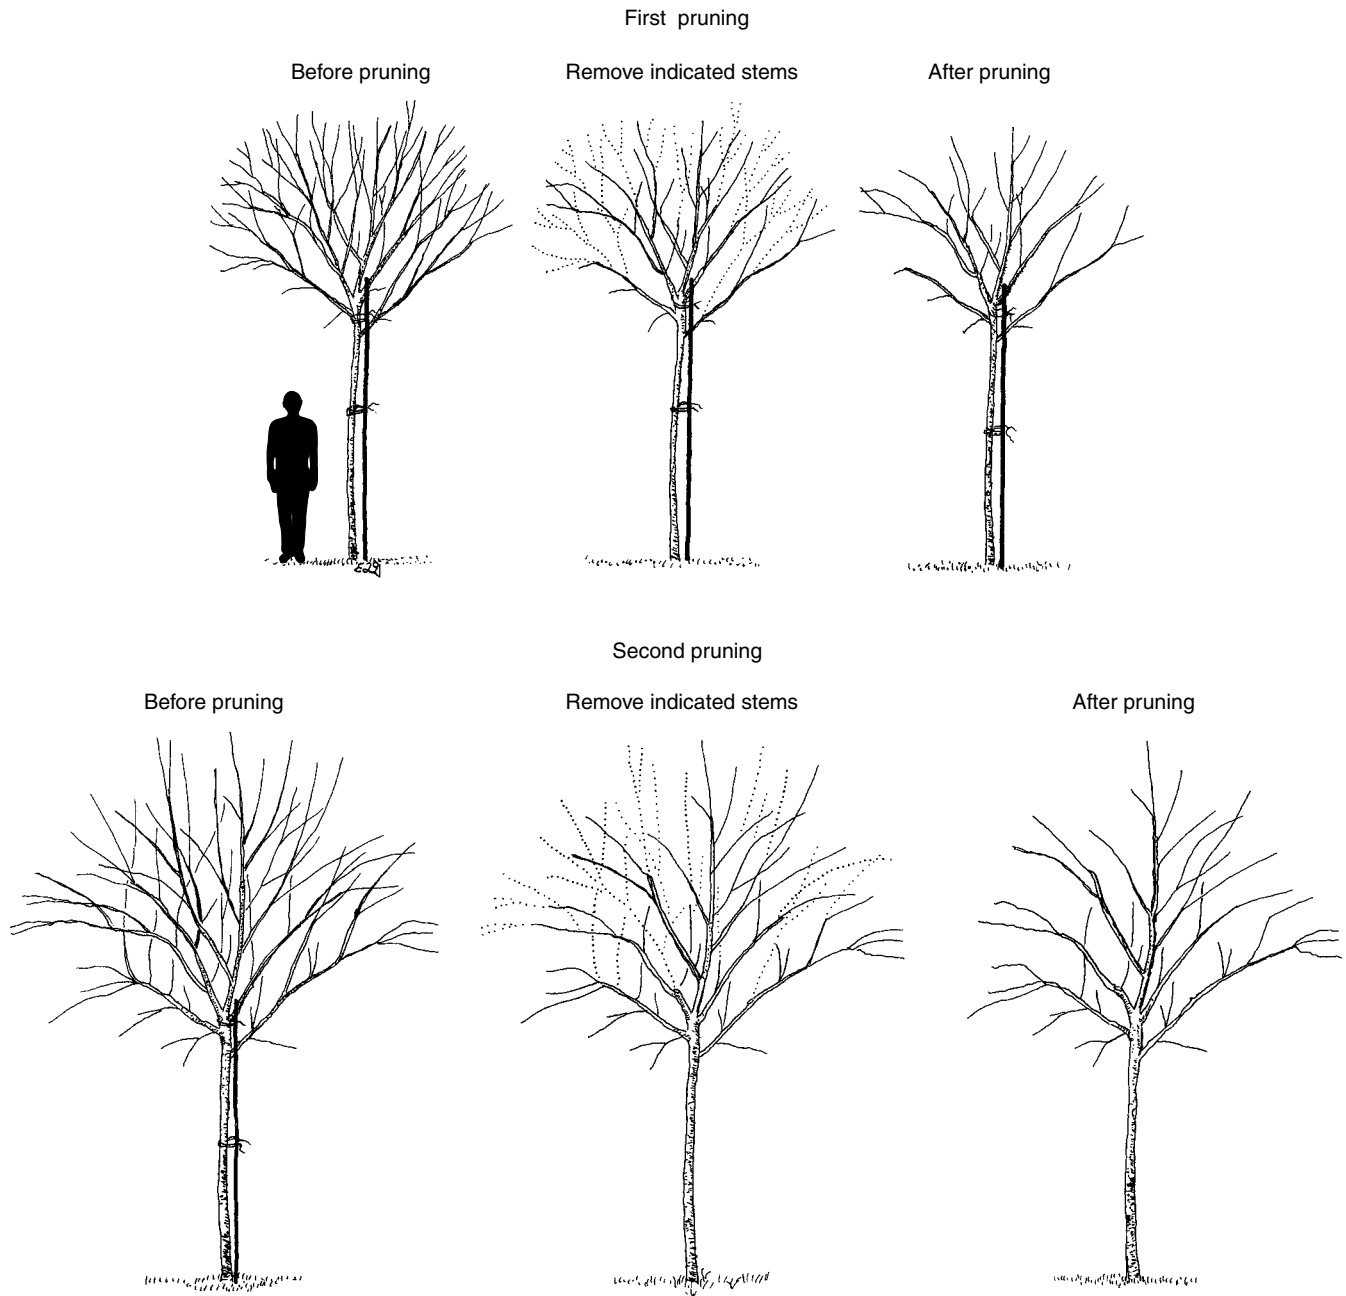 First pruning
Before pruning
Remove indicated stems
After pruning
Second pruning
Before pruning
Remove indicated stems
After pruning